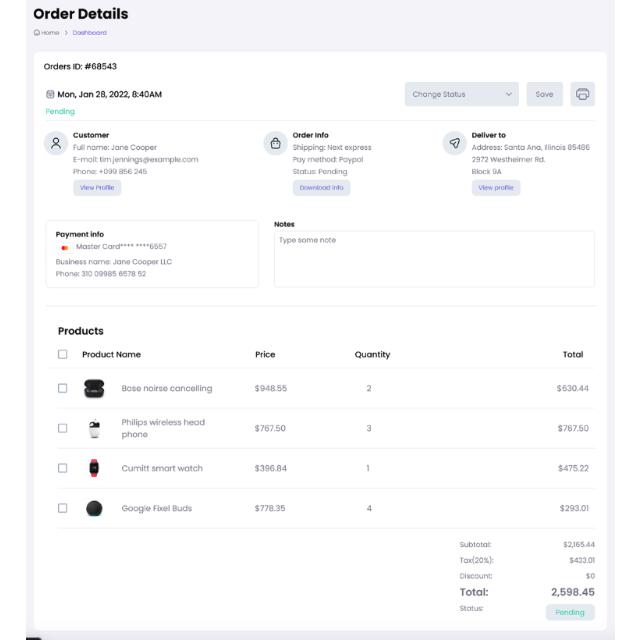 Order Details
Home > Dashboard
Orders ID: #68543
Mon, Jan 28, 2022, 8:40AM
Change Status
Save
Pending
Customer
Full name: Jane Cooper
E-mail: tim.jennings@example.com
Phone: +099 856 245
View Profile
Order Info
Shipping: Next express
Pay method: Paypal
Status: Pending
Download info
Deliver to
Address: Santa Ana, Illinois 85486
2972 Westheimer Rd.
Block 9A
View profile
Payment info
Master Card**** ****6557
Business name: Jane Cooper LLC
Phone: 310 09985 6578 52
Notes
Type some note
Products
Product Name Price Quantity Total
Bose noirse cancelling $948.55 2 $630.44
Philips wireless head
phone $767.50 3 $767.50
Cumitt smart watch $396.84 1 $475.22
Google Fixel Buds $778.35 4 $293.01
Subtotal: $2,165.44
Tax(20%): $433.01
Discount: $0
Total: 2,598.45
Status: Pending